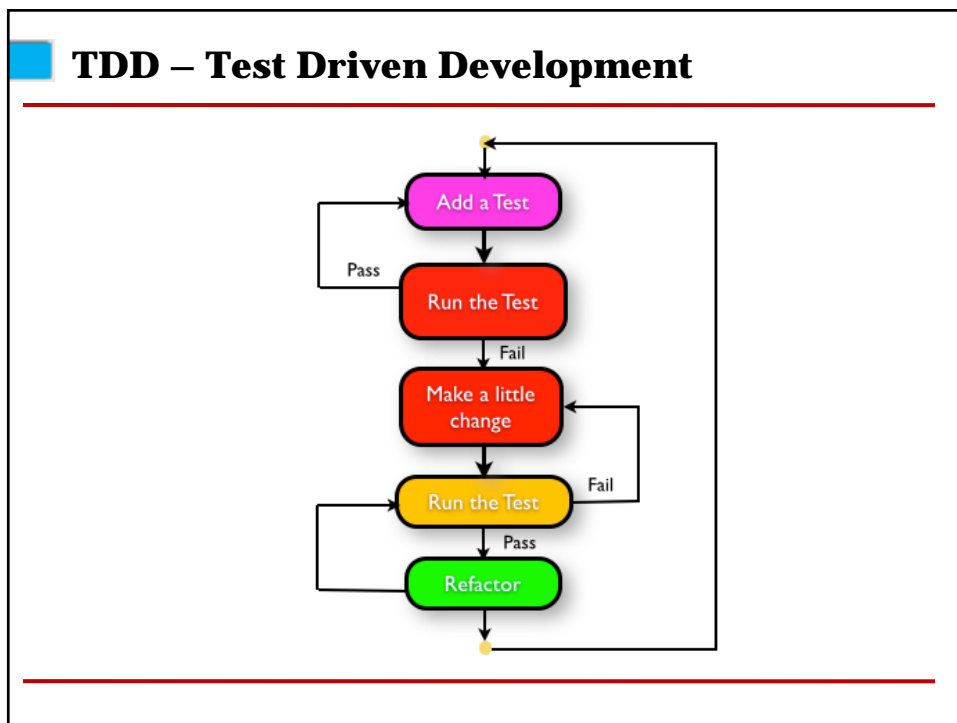 TDD – Test Driven Development
Add a Test
Pass
Run the Test
Fail
Make a little
change
Run the Test
Fail
Pass
Refactor